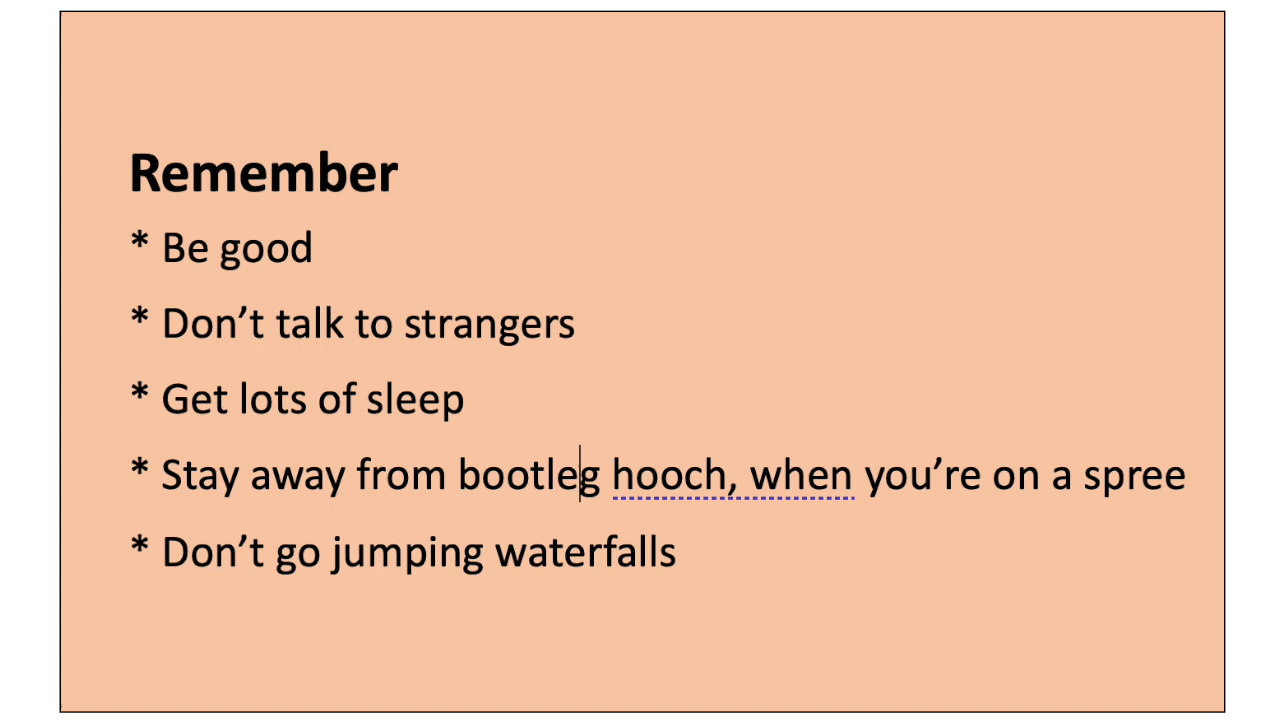 Remember
* Be good
* Don’t talk to strangers
* Get lots of sleep
* Stay away from bootleg hooch, when you’re on a spree
* Don’t go jumping waterfalls